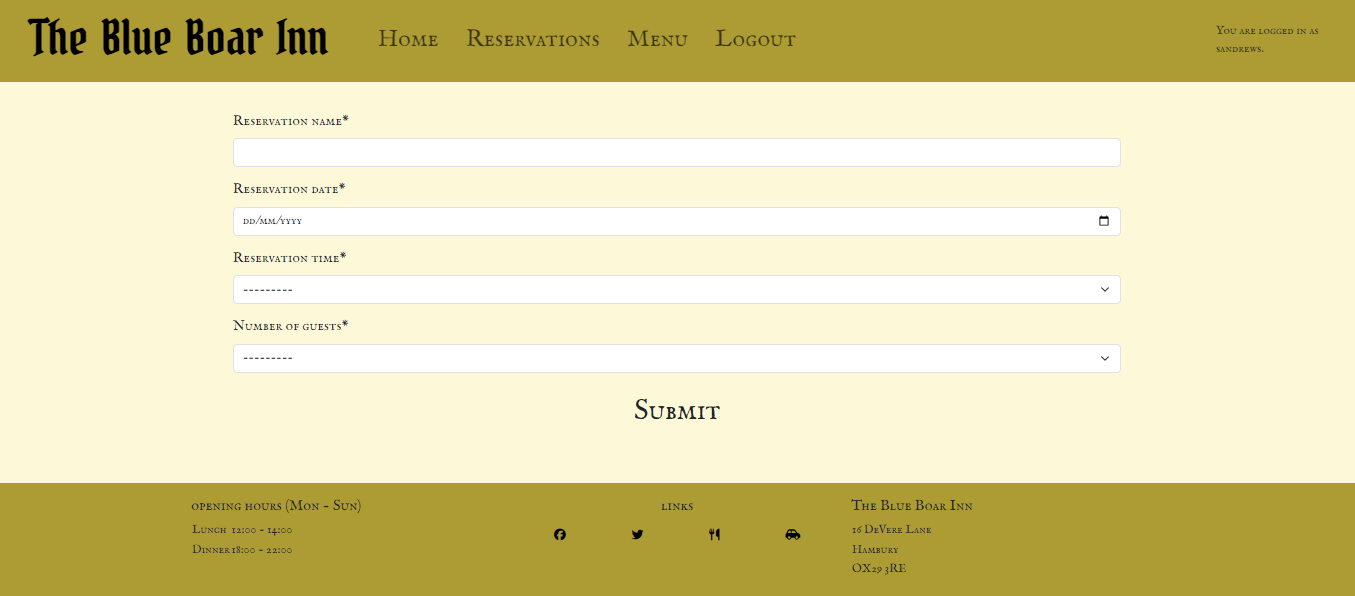 The Blue Boar Inn
Home Reservations Menu Logout
You are logged in as
sandrews.
Reservation name*
Reservation date*
dd/mm/yyyy
Reservation time*
---------
Number of guests*
---------
Submit
opening hours (Mon - Sun)
Lunch 12:00 - 14:00
Dinner 18:00 - 22:00
links
The Blue Boar Inn
16 DeVere Lane
Hambury
OX29 3RE